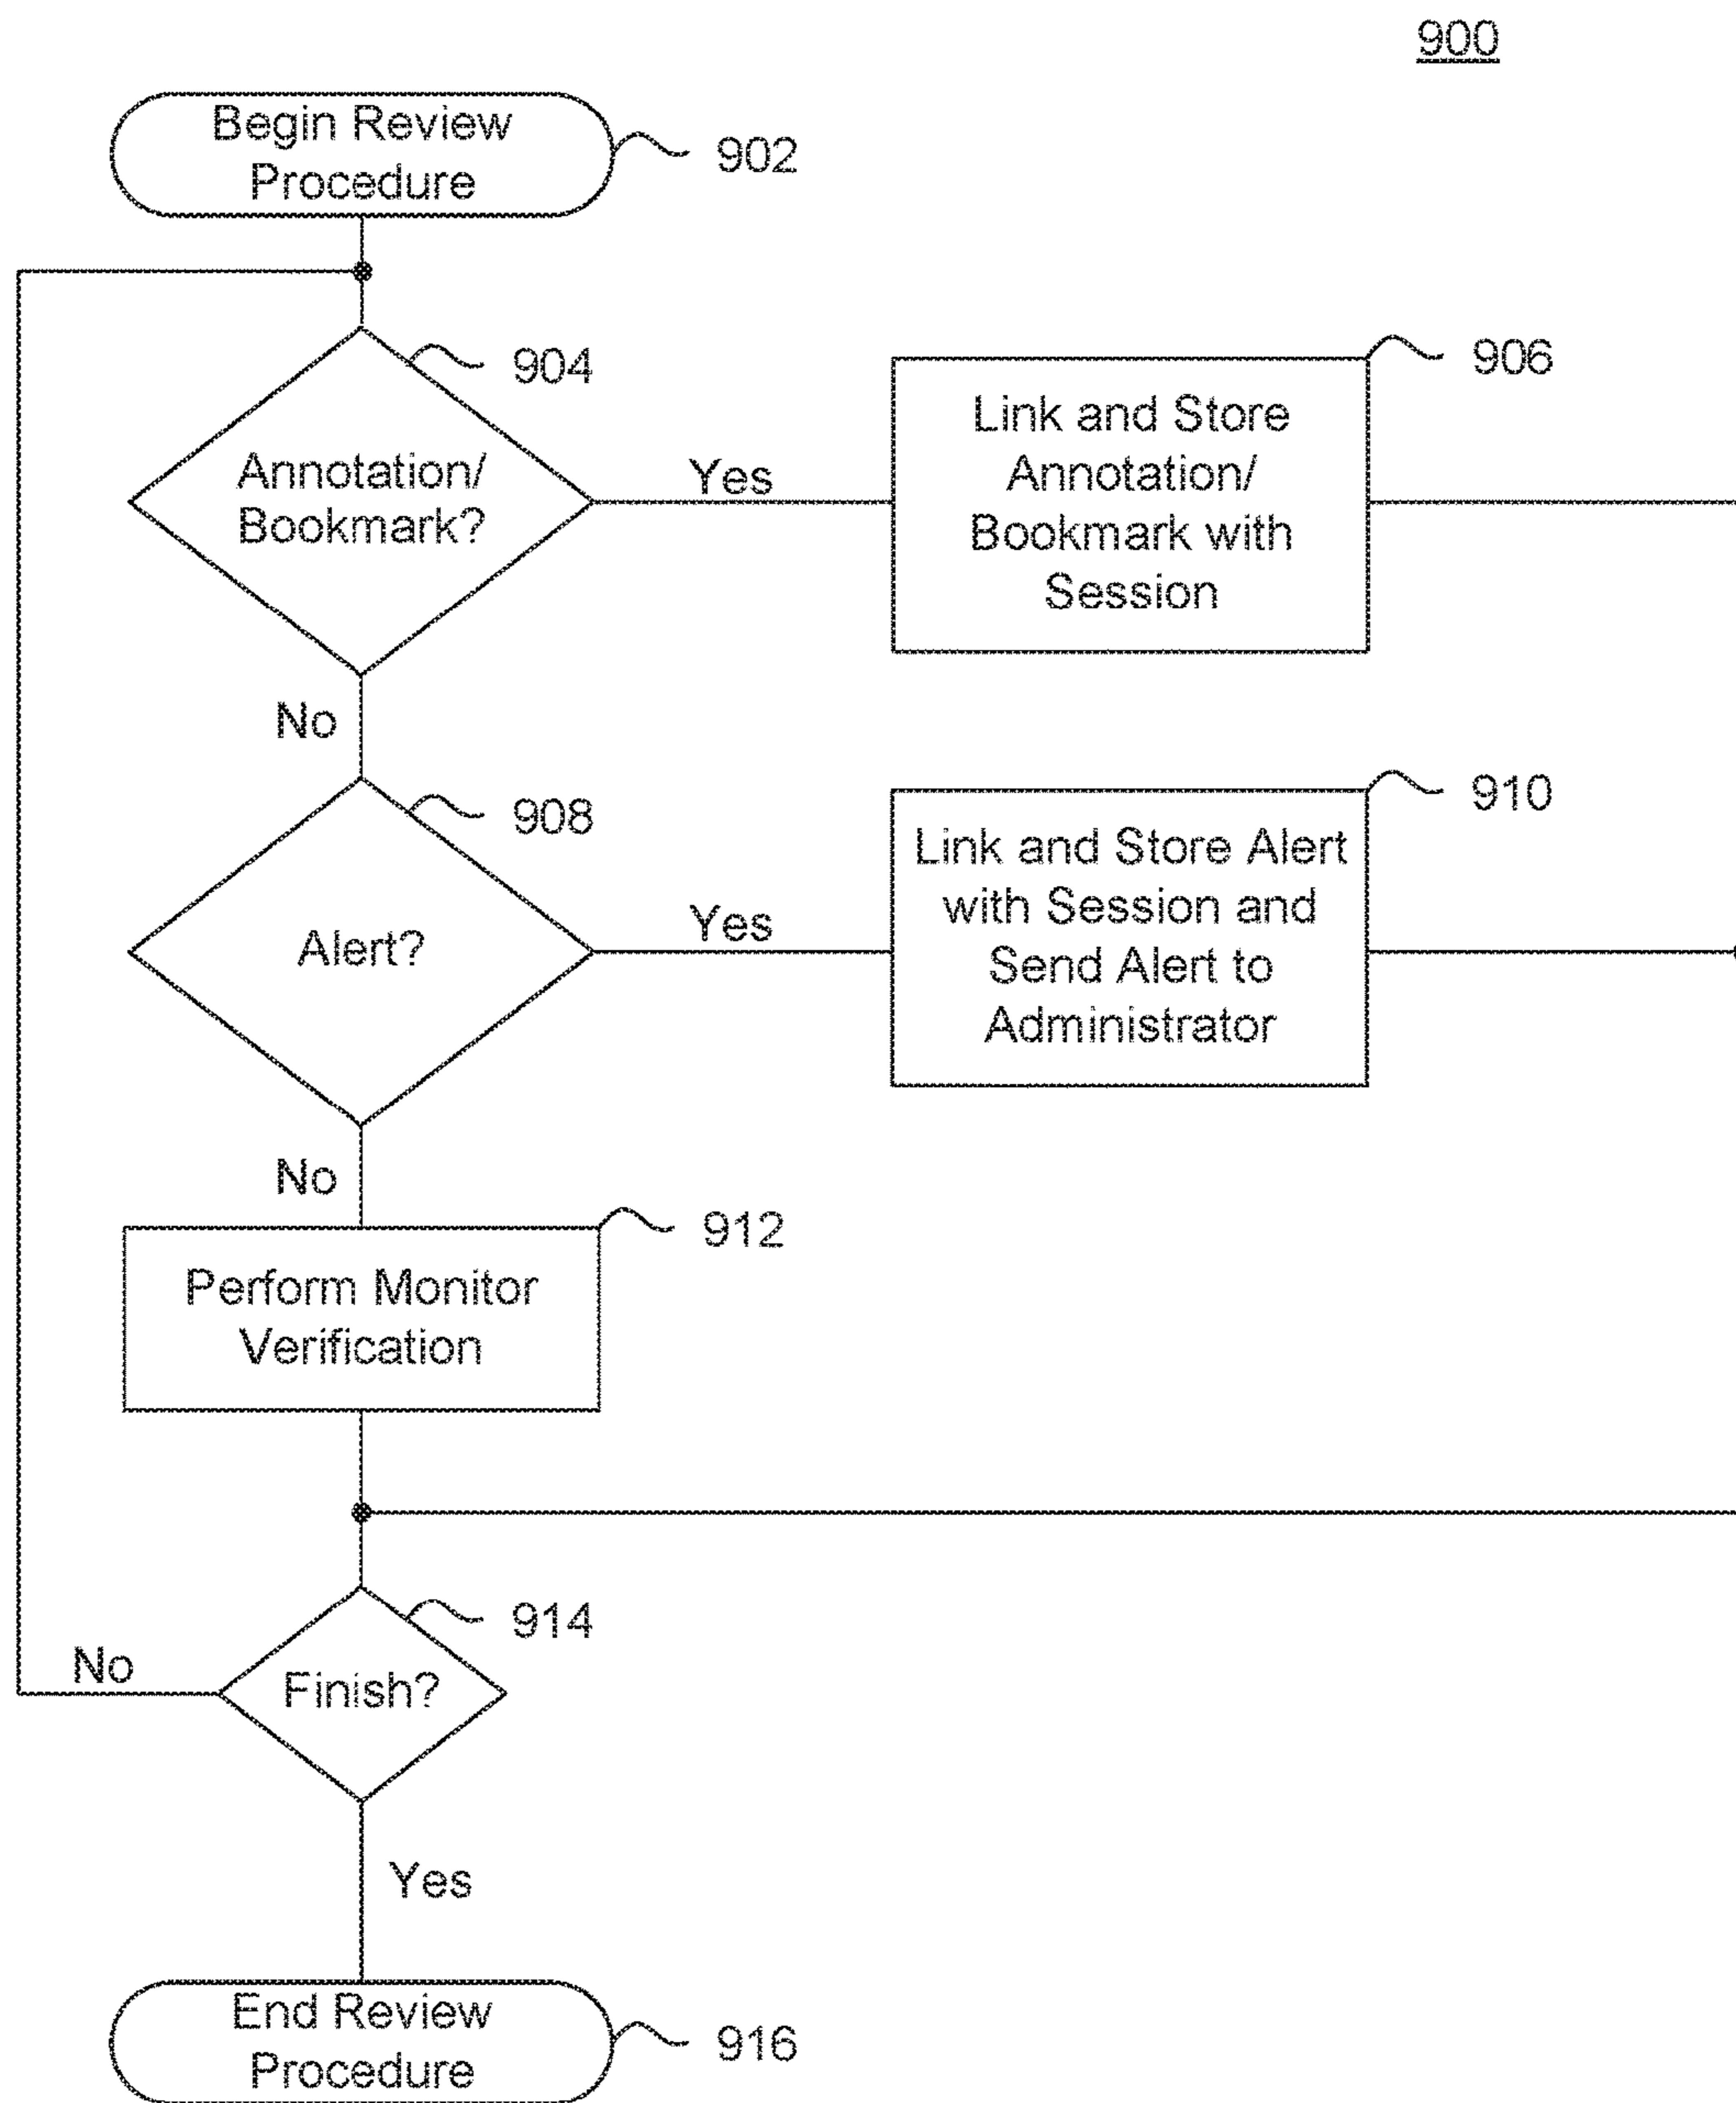 900
Begin Review
Procedure
902
904
Annotation/
Bookmark?
Yes
906
Link and Store
Annotation/
Bookmark with
Session
No
908
Alert?
Yes
910
Link and Store Alert
with Session and
Send Alert to
Administrator
No
912
Perform Monitor
Verification
914
No
Finish?
Yes
End Review
Procedure
916